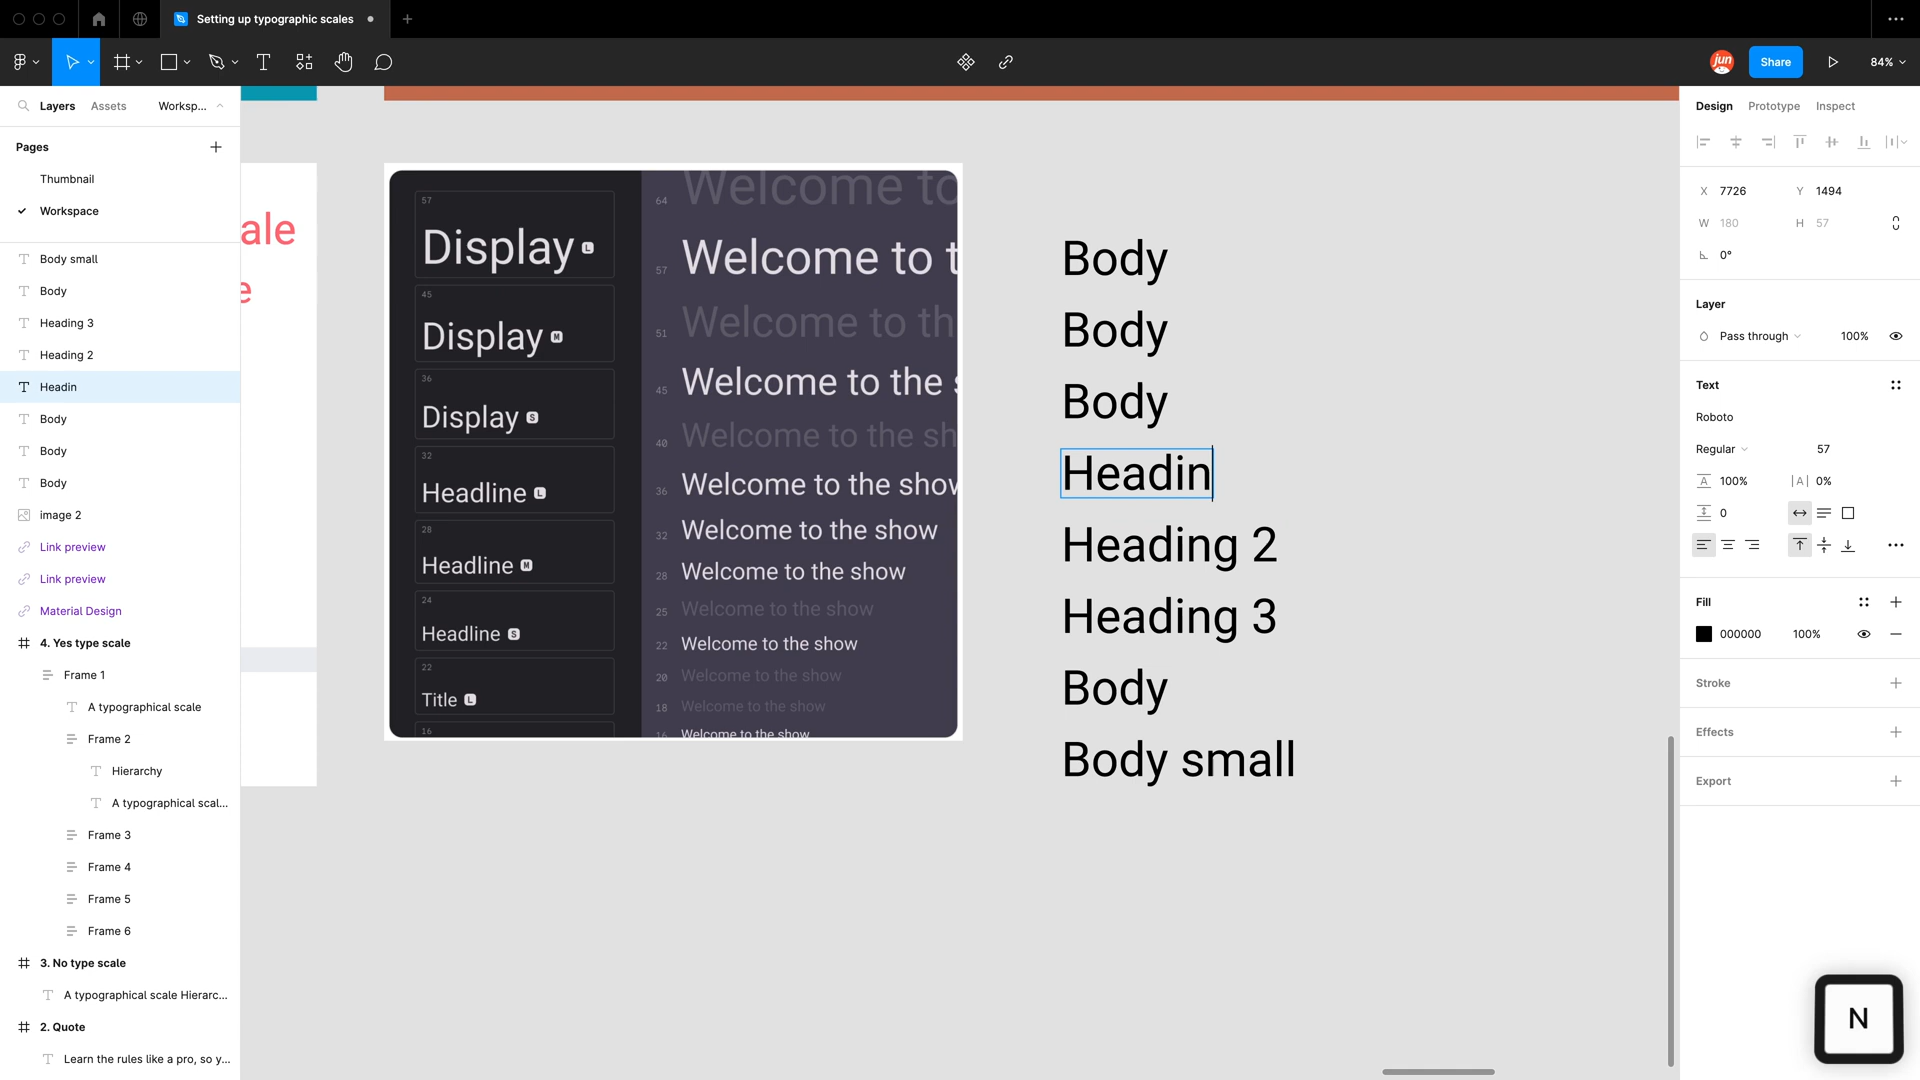 Setting up typographic scales
jun
Share
84%
Layers
Assets
Worksp...
Pages
Thumbnail
Workspace
Body small
Body
Heading 3
Heading 2
Headin
Body
Body
Body
image 2
Link preview
Link preview
Material Design
4. Yes type scale
Frame 1
A typographical scale
Frame 2
Hierarchy
A typographical scal...
Frame 3
Frame 4
Frame 5
Frame 6
3. No type scale
A typographical scale Hierarc...
2. Quote
Learn the rules like a pro, so y...
ale
e
57
Display L
45
Display M
36
Display S
32
Headline L
28
Headline M
24
Headline S
22
Title L
16
64 Welcome to
57 Welcome to t
51 Welcome to th
45 Welcome to the s
40 Welcome to the sh
36 Welcome to the show
32 Welcome to the show
28 Welcome to the show
25 Welcome to the show
22 Welcome to the show
20 Welcome to the show
18 Welcome to the show
16 Welcome to the show
Body
Body
Body
Headin
Heading 2
Heading 3
Body
Body small
Design
Prototype
Inspect
X 7726
Y 1494
W 180
H 57
0°
Layer
Pass through
100%
Text
Roboto
Regular
57
A 100%
|A| 0%
0
Fill
000000
100%
Stroke
Effects
Export
N